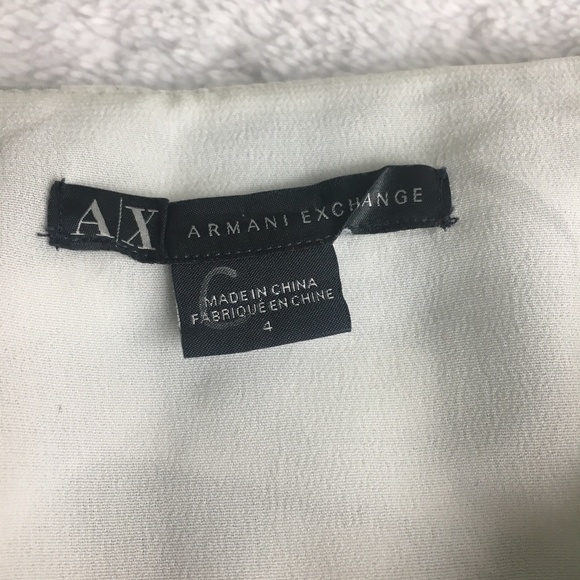 A|X ARMANI EXCHANGE
C
MADE IN CHINA
FABRIQUÉ EN CHINE
4